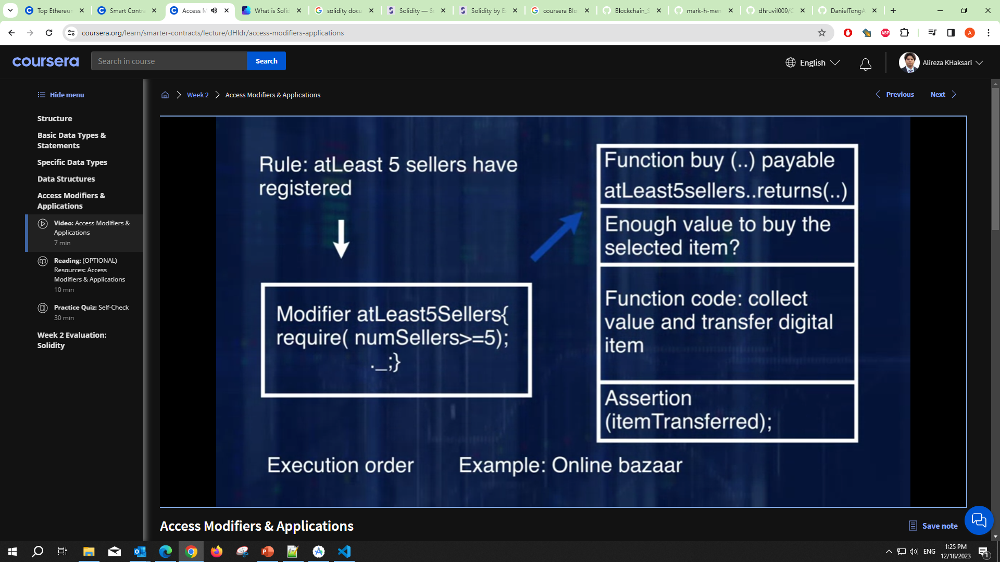 Top Ethereun
Smart Contra
Access M
What is Solid
solidity docu
Solidity — So
Solidity by Ex
coursera Blo
Blockchain_S
mark-h-men
dhruvil009/C
DanielTongA
coursera.org/learn/smarter-contracts/lecture/dHldr/access-modifiers-applications
ABP
A
coursera
Search in course
Search
English
Alireza KHaksari
Hide menu
Week 2
Access Modifiers & Applications
Previous
Next
Structure
Basic Data Types &
Statements
Specific Data Types
Data Structures
Access Modifiers &
Applications
Video: Access Modifiers &
Applications
7 min
Reading: (OPTIONAL)
Resources: Access
Modifiers & Applications
10 min
Practice Quiz: Self-Check
30 min
Week 2 Evaluation:
Solidity
Rule: atLeast 5 sellers have
registered
Modifier atLeast5Sellers{
require( numSellers>=5);
._;}
Function buy (..) payable
atLeast5sellers..returns(..)
Enough value to buy the
selected item?
Function code: collect
value and transfer digital
item
Assertion
(itemTransferred);
Execution order
Example: Online bazaar
Access Modifiers & Applications
Save note
ENG
1:25 PM
12/18/2023
1